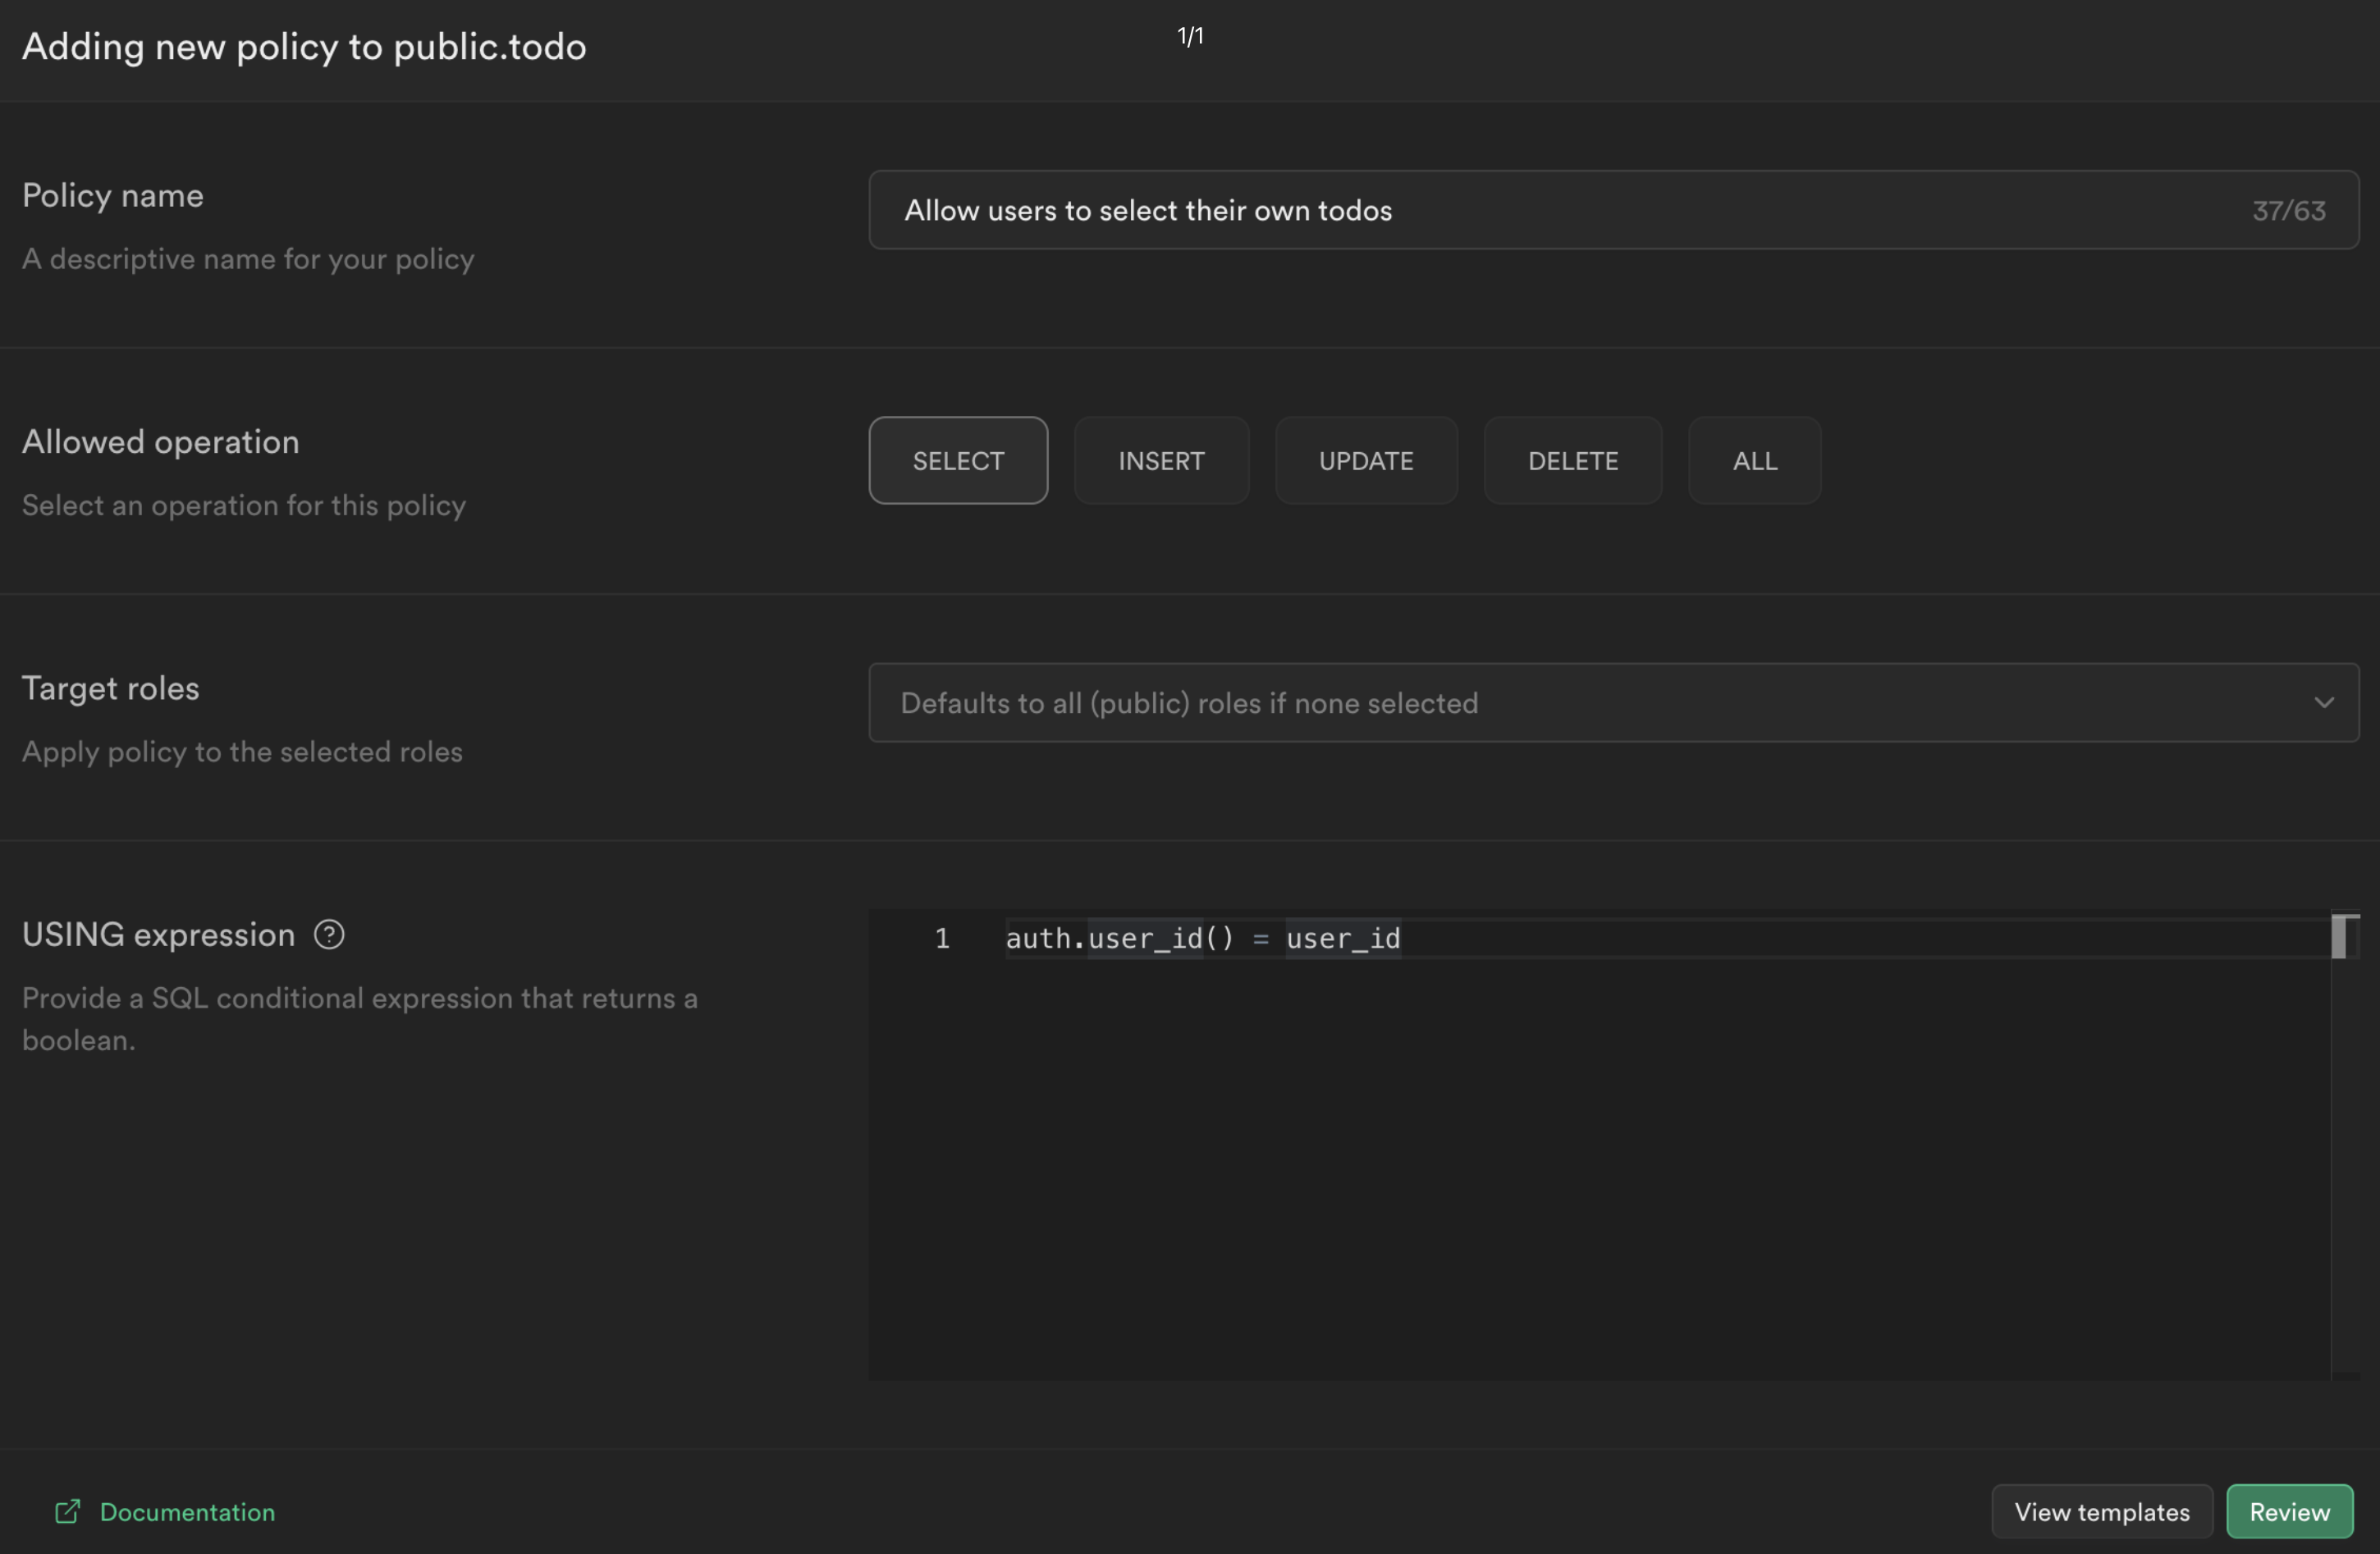 Adding new policy to public.todo
1/1
Policy name
A descriptive name for your policy
Allow users to select their own todos
37/63
Allowed operation
Select an operation for this policy
SELECT
INSERT
UPDATE
DELETE
ALL
Target roles
Apply policy to the selected roles
Defaults to all (public) roles if none selected
USING expression ?
Provide a SQL conditional expression that returns a
boolean.
1 auth.user_id() = user_id
Documentation
View templates
Review